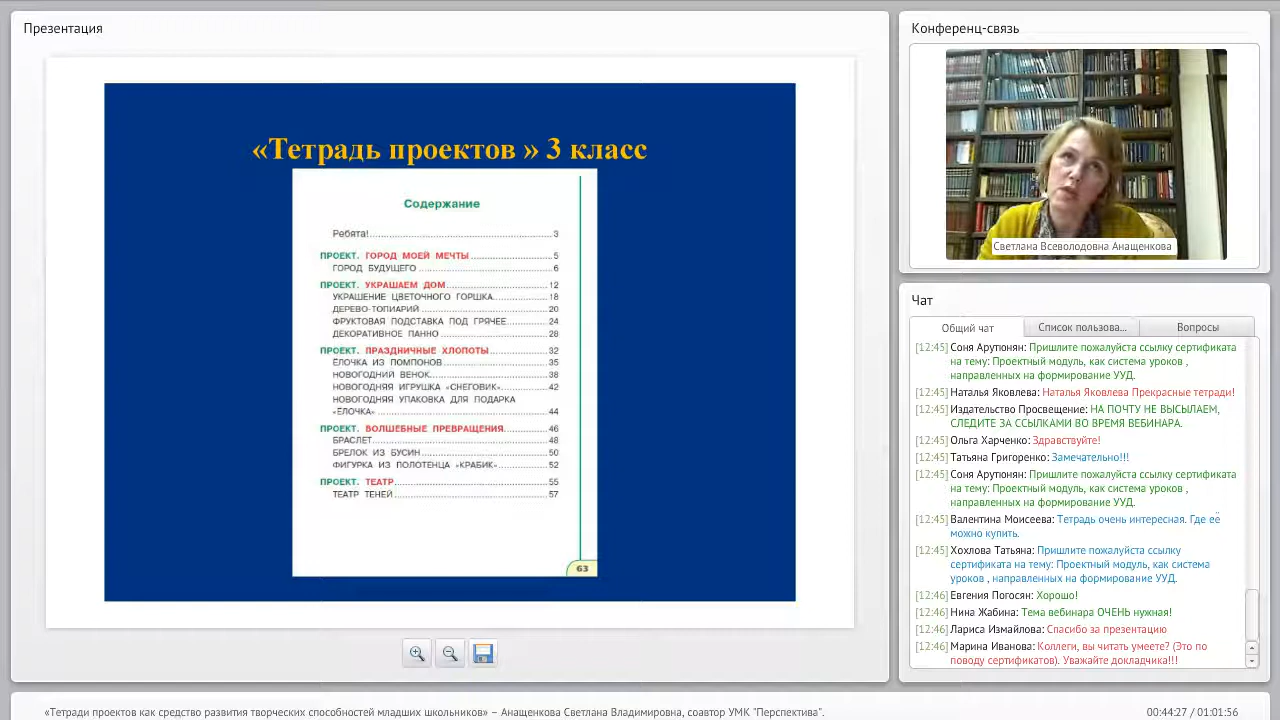 Презентация
«Тетрадь проектов » 3 класс
Содержание
Ребята! 3
ПРОЕКТ. ГОРОД МОЕЙ МЕЧТЫ 5
ГОРОД БУДУЩЕГО 6
ПРОЕКТ. УКРАШАЕМ ДОМ 12
УКРАШЕНИЕ ЦВЕТОЧНОГО ГОРШКА 18
ДЕРЕВО-ТОПИАРИЙ 20
ФРУКТОВАЯ ПОДСТАВКА ПОД ГРЯЧЕЕ 24
ДЕКОРАТИВНОЕ ПАННО 28
ПРОЕКТ. ПРАЗДНИЧНЫЕ ХЛОПОТЫ 32
ЁЛОЧКА ИЗ ПОМПОНОВ 35
НОВОГОДНИЙ ВЕНОК 38
НОВОГОДНЯЯ ИГРУШКА «СНЕГОВИК» 42
НОВОГОДНЯЯ УПАКОВКА ДЛЯ ПОДАРКА
«ЁЛОЧКА» 44
ПРОЕКТ. ВОЛШЕБНЫЕ ПРЕВРАЩЕНИЯ 46
БРАСЛЕТ 48
БРЕЛОК ИЗ БУСИН 50
ФИГУРКА ИЗ ПОЛОТЕНЦА «КРАБИК» 52
ПРОЕКТ. ТЕАТР 55
ТЕАТР ТЕНЕЙ 57
63
Конференц-связь
Светлана Всеволодовна Анащенкова
Чат
Общий чат
Список пользова...
Вопросы
[12:45] Соня Арутюнян: Пришлите пожалуйста ссылку сертификата
на тему: Проектный модуль, как система уроков ,
направленных на формирование УУД.
[12:45] Наталья Яковлева: Наталья Яковлева Прекрасные тетради!
[12:45] Издательство Просвещение: НА ПОЧТУ НЕ ВЫСЫЛАЕМ,
СЛЕДИТЕ ЗА ССЫЛКАМИ ВО ВРЕМЯ ВЕБИНАРА.
[12:45] Ольга Харченко: Здравствуйте!
[12:45] Татьяна Григоренко: Замечательно!!!
[12:45] Соня Арутюнян: Пришлите пожалуйста ссылку сертификата
на тему: Проектный модуль, как система уроков ,
направленных на формирование УУД.
[12:45] Валентина Моисеева: Тетрадь очень интересная. Где её
можно купить.
[12:45] Хохлова Татьяна: Пришлите пожалуйста ссылку
сертификата на тему: Проектный модуль, как система
уроков , направленных на формирование УУД.
[12:46] Евгения Погосян: Хорошо!
[12:46] Нина Жабина: Тема вебинара ОЧЕНЬ нужная!
[12:46] Лариса Измайлова: Спасибо за презентацию
[12:46] Марина Иванова: Коллеги, вы читать умеете? (Это по
поводу сертификатов). Уважайте докладчика!!!
«Тетради проектов как средство развития творческих способностей младших школьников» – Анащенкова Светлана Владимировна, соавтор УМК "Перспектива".
00:44:27 / 01:01:56